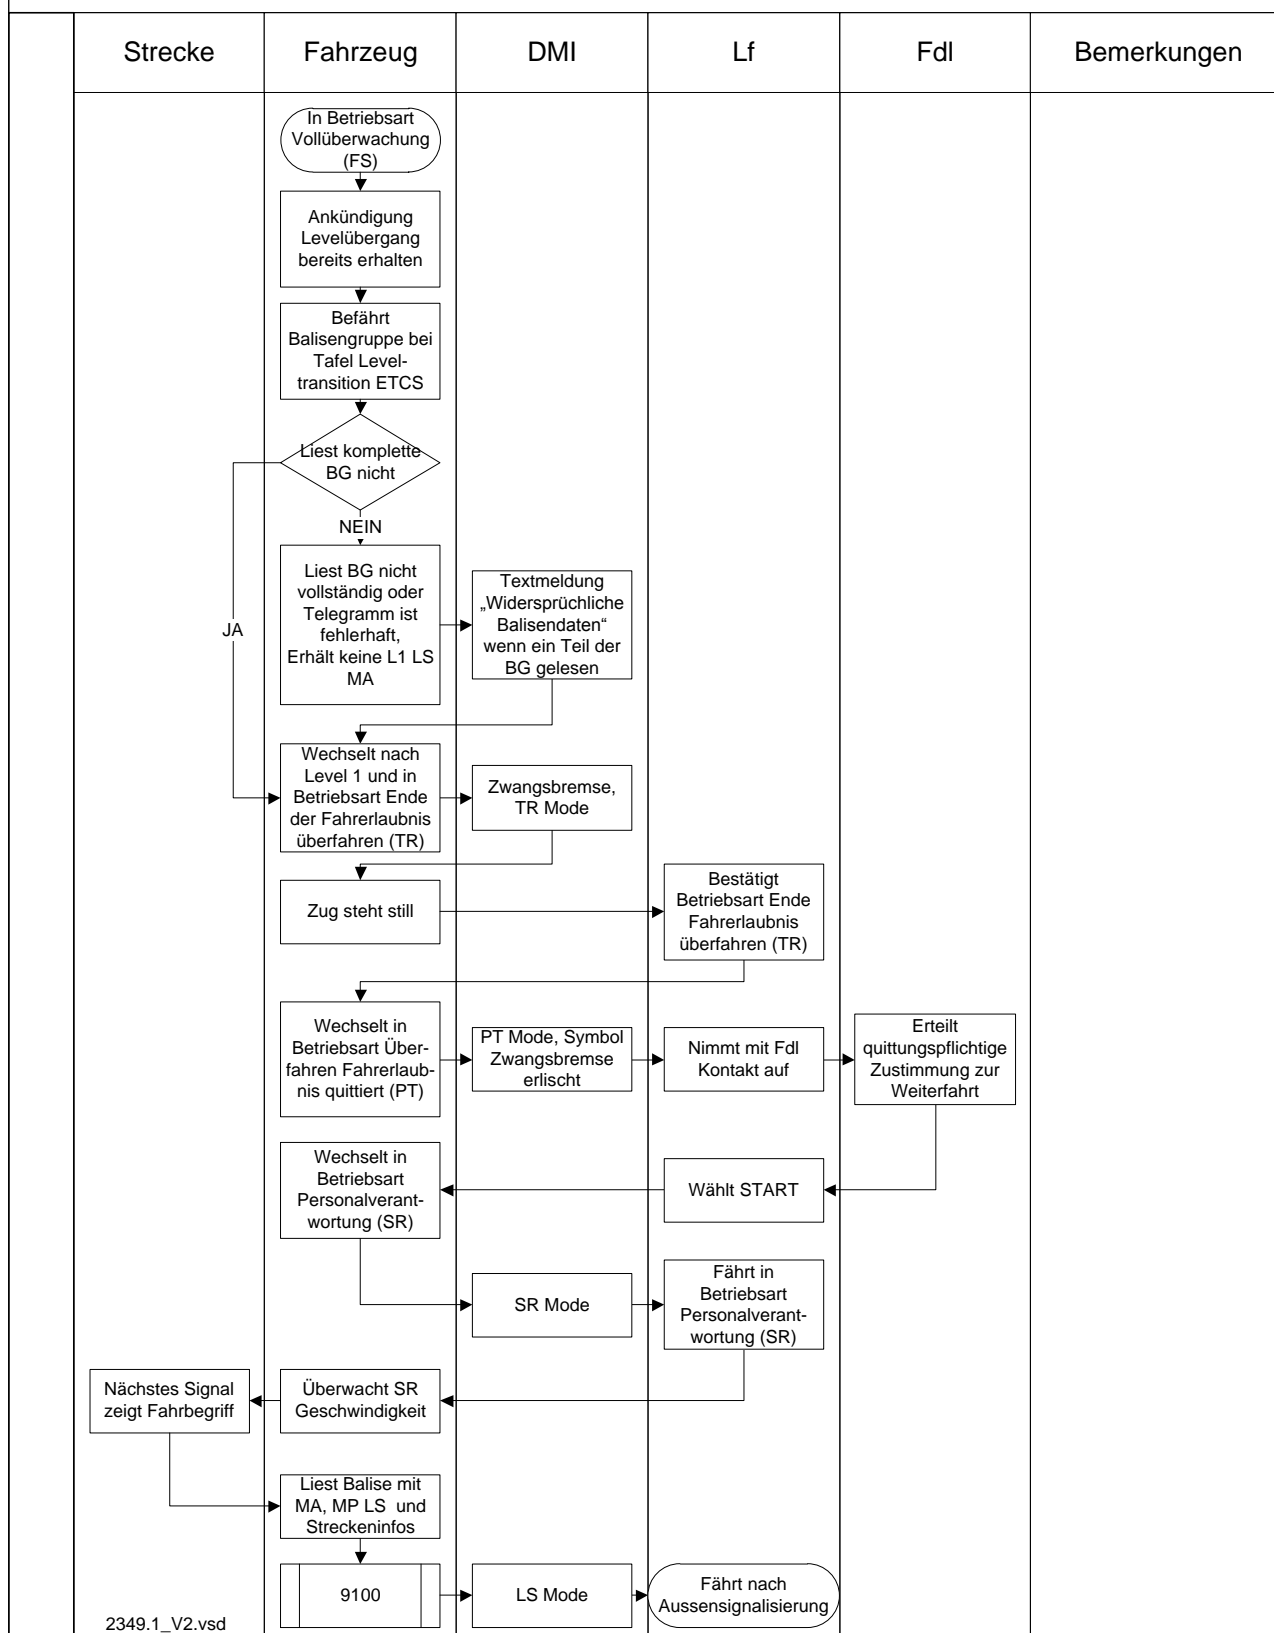 Strecke
Fahrzeug
DMI
Lf
Fdl
Bemerkungen
In Betriebsart
Vollüberwachung
(FS)
Ankündigung
Levelübergang
bereits erhalten
Befährt
Balisengruppe bei
Tafel Level-
transition ETCS
Liest komplette
BG nicht
NEIN
JA
Liest BG nicht
vollständig oder
Telegramm ist
fehlerhaft,
Erhält keine L1 LS
MA
Textmeldung
„Widersprüchliche
Balisendaten“
wenn ein Teil der
BG gelesen
Wechselt nach
Level 1 und in
Betriebsart Ende
der Fahrerlaubnis
überfahren (TR)
Zwangsbremse,
TR Mode
Zug steht still
Bestätigt
Betriebsart Ende
Fahrerlaubnis
überfahren (TR)
Wechselt in
Betriebsart Über-
fahren Fahrerlaub-
nis quittiert (PT)
PT Mode, Symbol
Zwangsbremse
erlischt
Nimmt mit Fdl
Kontakt auf
Erteilt
quittungspflichtige
Zustimmung zur
Weiterfahrt
Wählt START
Wechselt in
Betriebsart
Personalverant-
wortung (SR)
SR Mode
Fährt in
Betriebsart
Personalverant-
wortung (SR)
Überwacht SR
Geschwindigkeit
Nächstes Signal
zeigt Fahrbegriff
Liest Balise mit
MA, MP LS und
Streckeninfos
9100
LS Mode
Fährt nach
Aussensignalisierung
2349.1_V2.vsd